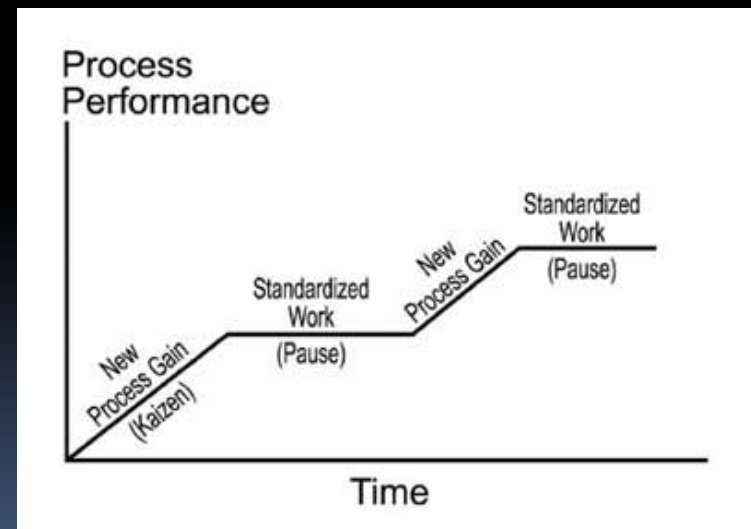 Process
Performance
New
Process Gain
(Kaizen)
Standardized
Work
(Pause)
New
Process Gain
Standardized
Work
(Pause)
Time